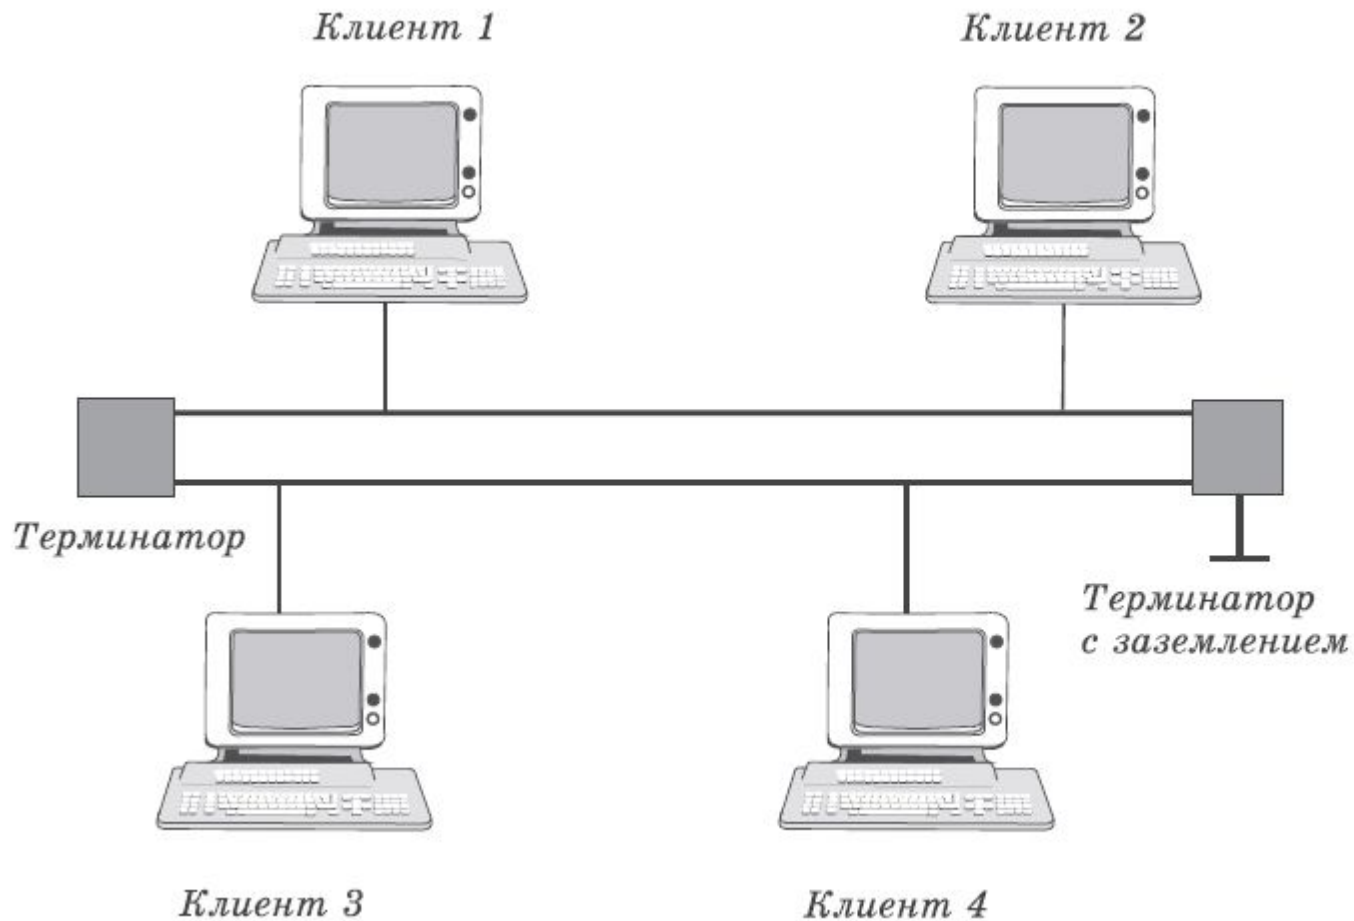 Клиент 1
Клиент 2
Терминатор
Терминатор
с заземлением
Клиент 3
Клиент 4